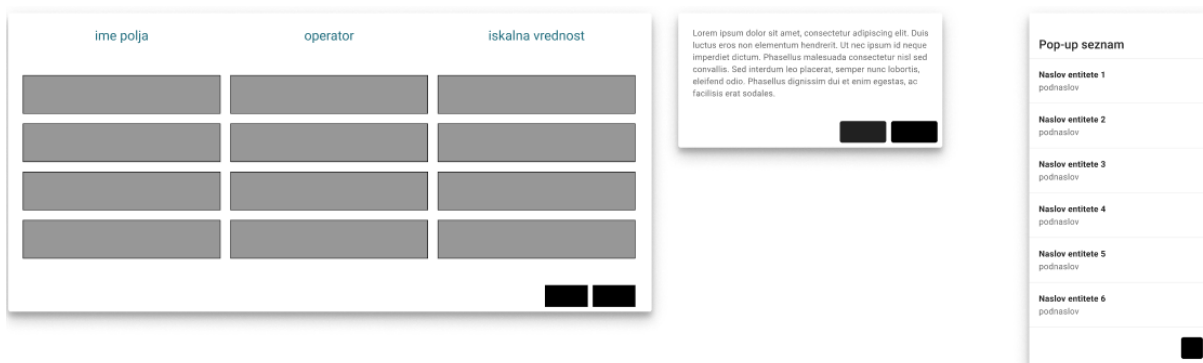 ime polja
operator
iskalna vrednost
Lorem ipsum dolor sit amet, consectetur adipiscing elit. Duis
luctus eros non elementum hendrerit. Ut nec ipsum id neque
imperdiet dictum. Phasellus malesuada consectetur nisl sed
convallis. Sed interdum leo placerat, semper nunc lobortis,
eleifend odio. Phasellus dignissim dui et enim egestas, ac
facilisis erat sodales.
Pop-up seznam
Naslov entitete 1
podnaslov
Naslov entitete 2
podnaslov
Naslov entitete 3
podnaslov
Naslov entitete 4
podnaslov
Naslov entitete 5
podnaslov
Naslov entitete 6
podnaslov